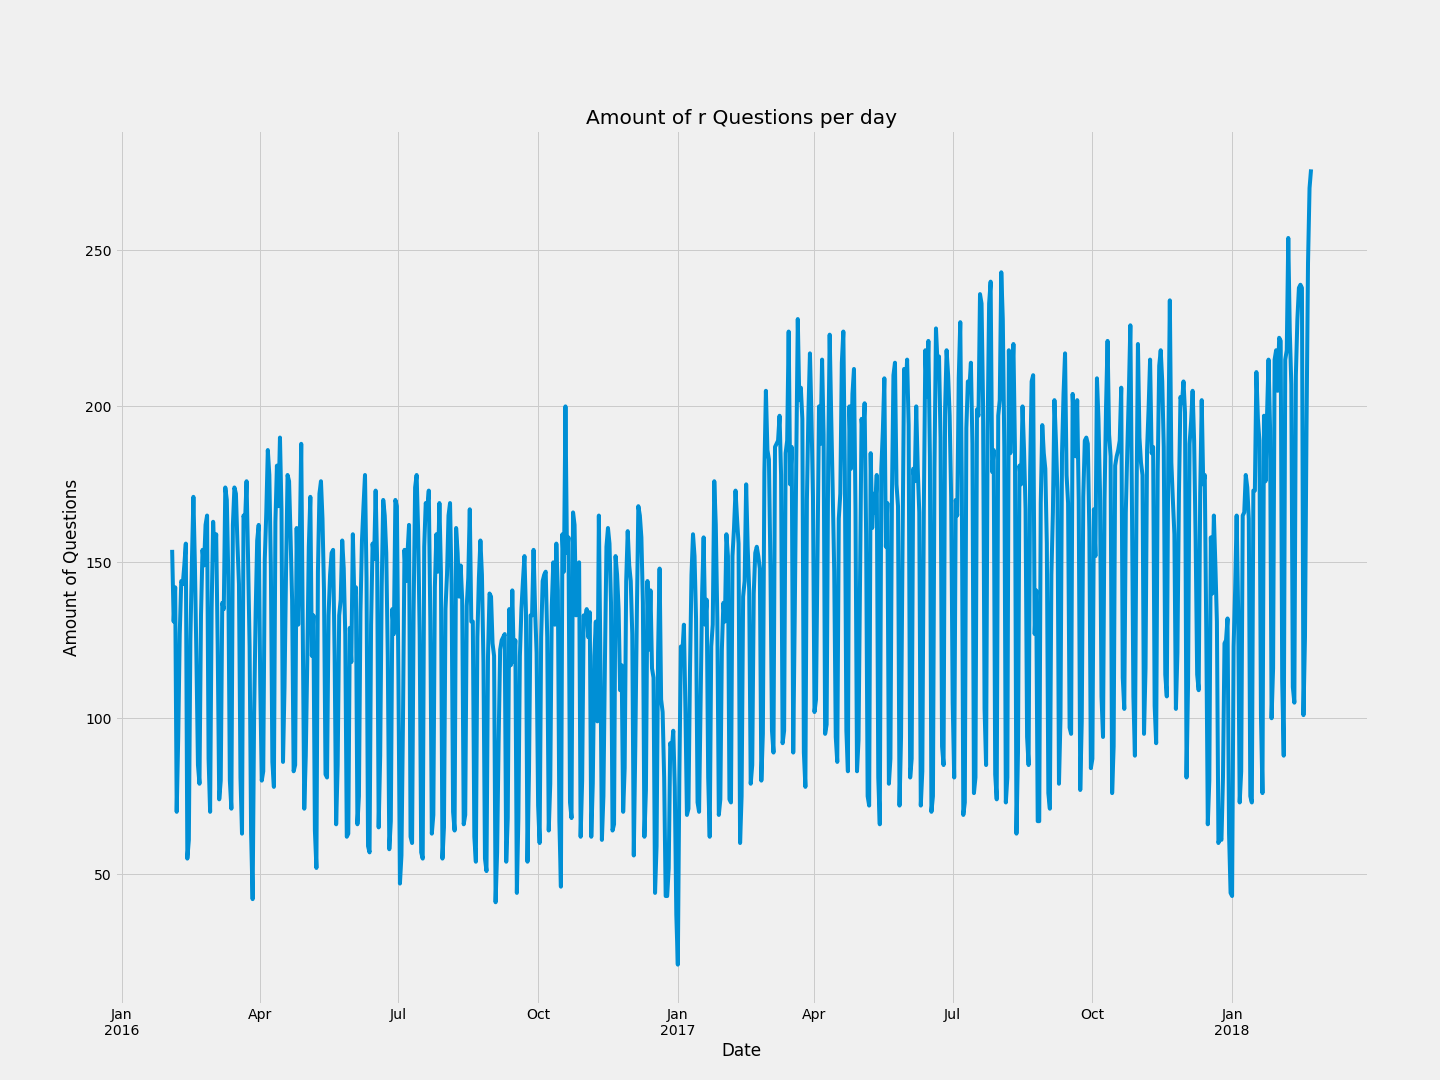 Amount of r Questions per day
Amount of Questions
250
200
150
100
50
Jan
2016
Apr
Jul
Oct
Jan
2017
Apr
Jul
Oct
Jan
2018
Date